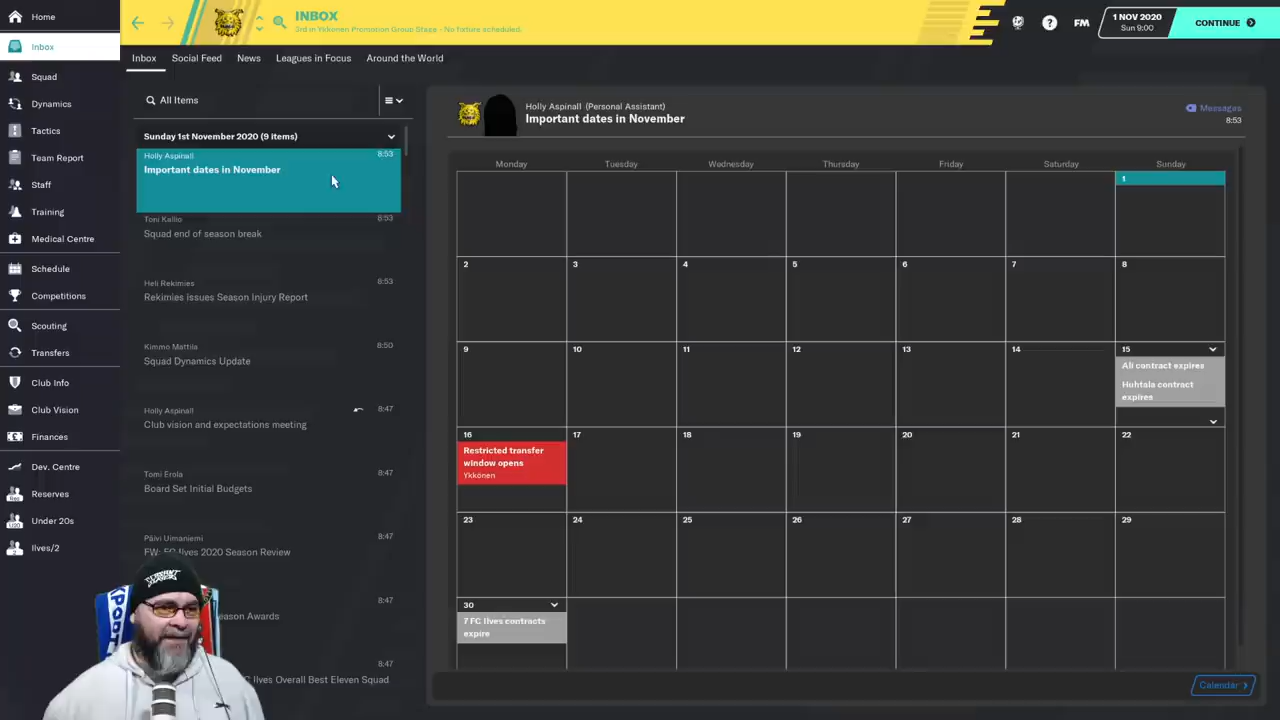 Home
Inbox
Squad
Dynamics
Tactics
Team Report
Staff
Training
Medical Centre
Schedule
Competitions
Scouting
Transfers
Club Info
Club Vision
Finances
Dev. Centre
Reserves
Under 20s
Ilves/2
INBOX
3rd in Ykkönen Promotion Group Stage - No fixture scheduled.
FM
1 NOV 2020
Sun 9:00
CONTINUE
Inbox
Social Feed
News
Leagues in Focus
Around the World
All Items
Sunday 1st November 2020 (9 items)
Holly Aspinall
8:53
Important dates in November
Toni Kallio
8:53
Squad end of season break
Heli Rekimies
8:53
Rekimies issues Season Injury Report
Kimmo Mattila
8:50
Squad Dynamics Update
Holly Aspinall
8:47
Club vision and expectations meeting
Tomi Erola
8:47
Board Set Initial Budgets
Päivi Uimaniemi
8:47
FW: FC Ilves 2020 Season Review
8:47
eason Awards
8:47
C Ilves Overall Best Eleven Squad
Holly Aspinall (Personal Assistant)
Important dates in November
Messages
8:53
Monday Tuesday Wednesday Thursday Friday Saturday Sunday
1
2 3 4 5 6 7 8
9 10 11 12 13 14 15
Ali contract expires
Huhtala contract
expires
16 17 18 19 20 21 22
Restricted transfer
window opens
Ykkönen
23 24 25 26 27 28 29
30
7 FC Ilves contracts
expire
Calendar